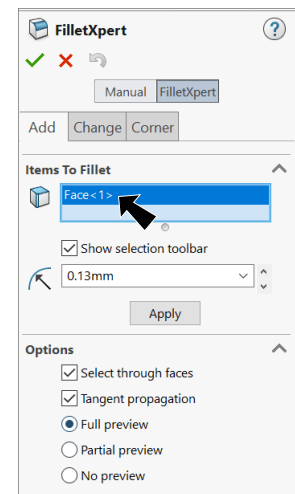 FilletXpert ?
Manual FilletXpert
Add Change Corner
Items To Fillet
Face<1>
Show selection toolbar
0.13mm
Apply
Options
Select through faces
Tangent propagation
Full preview
Partial preview
No preview